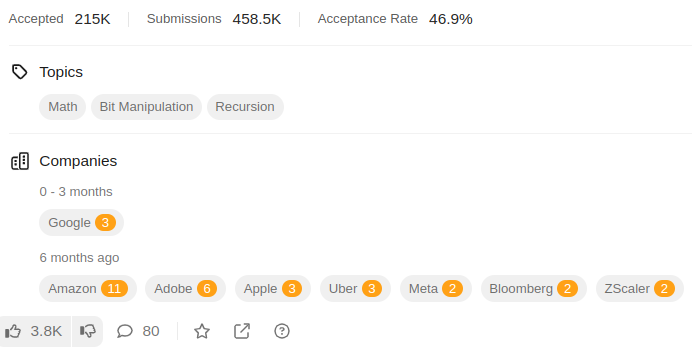 Accepted 215K Submissions 458.5K Acceptance Rate 46.9%
Topics
Math Bit Manipulation Recursion
Companies
0 - 3 months
Google 3
6 months ago
Amazon 11 Adobe 6 Apple 3 Uber 3 Meta 2 Bloomberg 2 ZScaler 2
3.8K 80